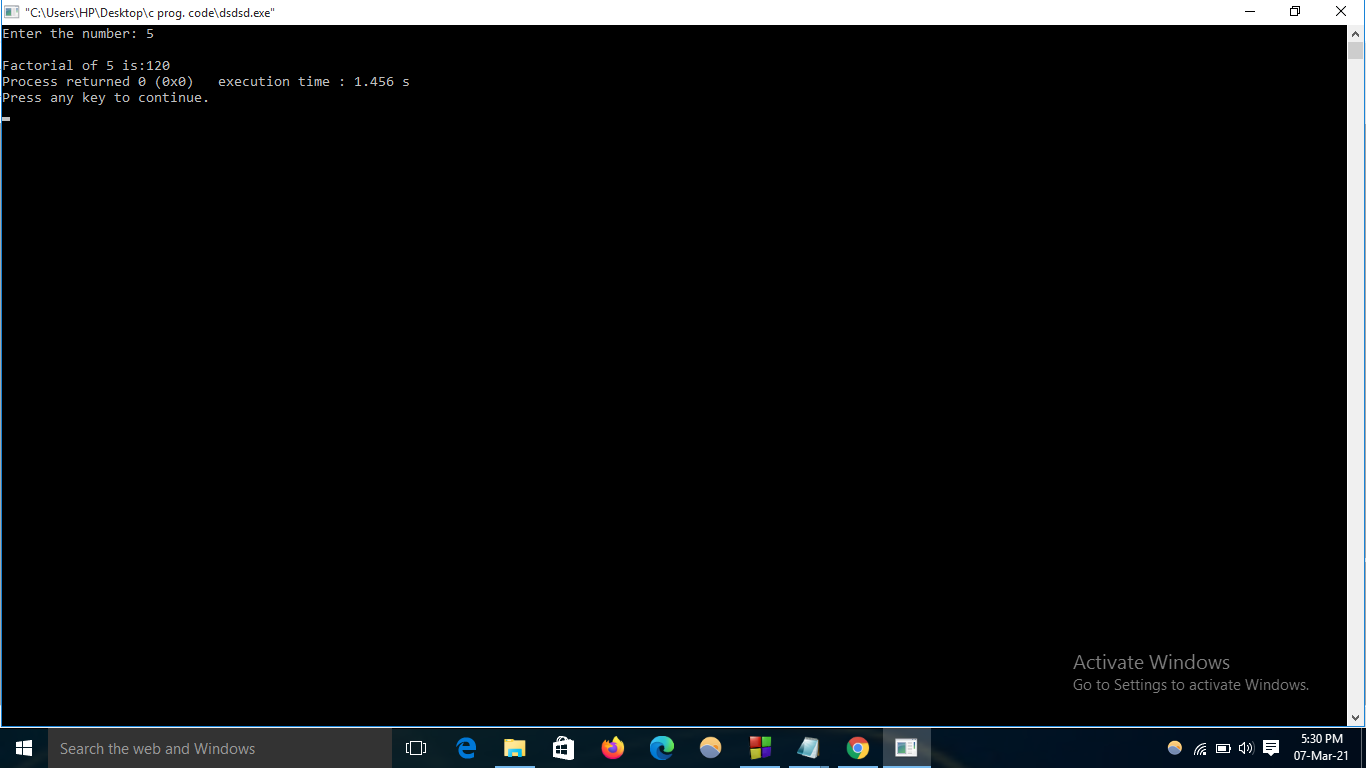 "C:\Users\HP\Desktop\c prog. code\dsdsd.exe"
Enter the number: 5
Factorial of 5 is:120
Process returned 0 (0x0)   execution time : 1.456 s
Press any key to continue.
Activate Windows
Go to Settings to activate Windows.
Search the web and Windows
5:30 PM
07-Mar-21